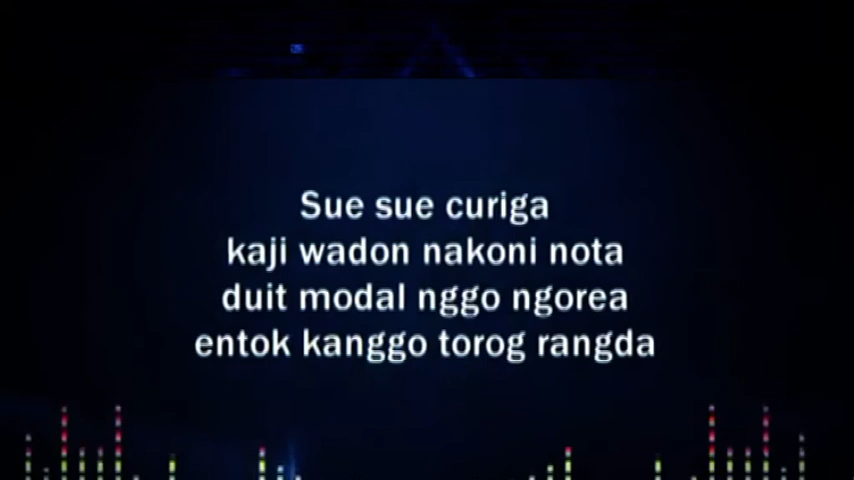 Sue sue curiga
kaji wadon nakoni nota
duit modal nggo ngorea
entok kanggo torog rangda